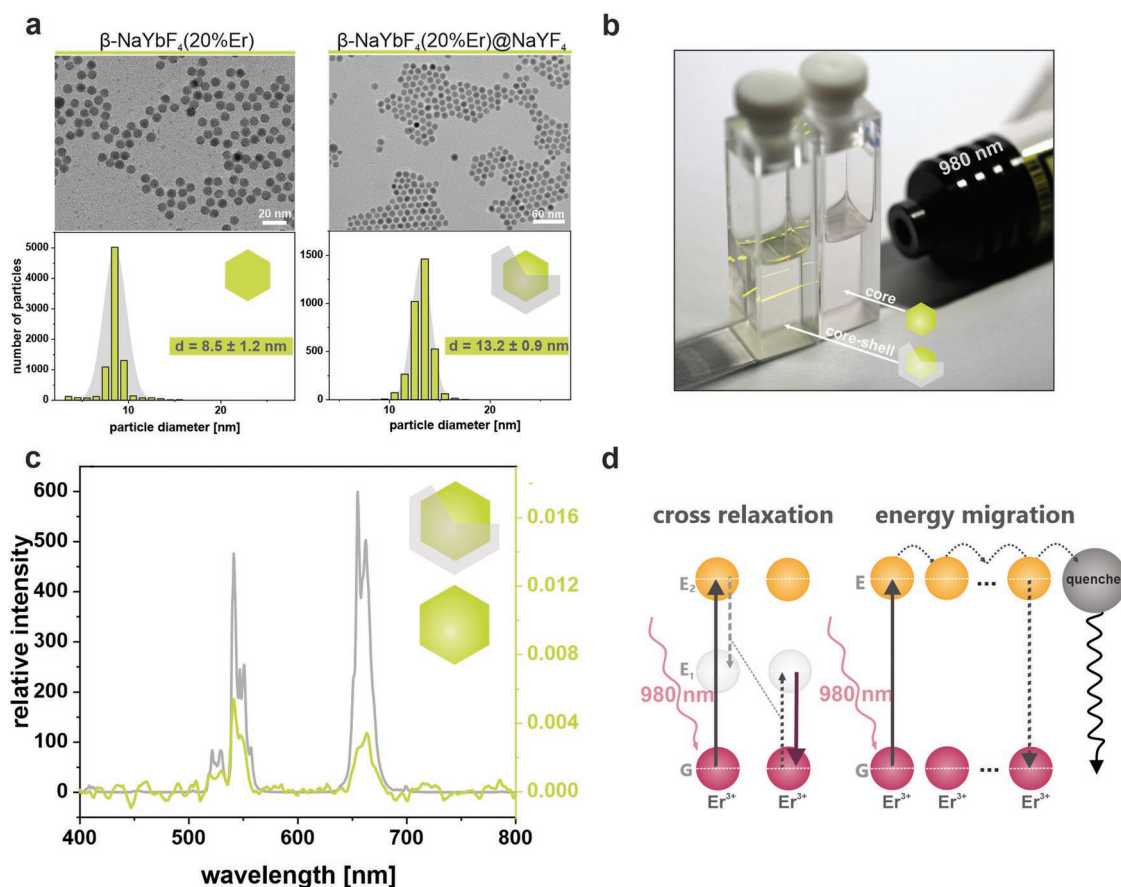 a
β-NaYbF₄(20%Er)
20 nm
number of particles
5000
4000
3000
2000
1000
0
d = 8.5 ± 1.2 nm
10
20
particle diameter [nm]
β-NaYbF₄(20%Er)@NaYF₄
60 nm
1500
1000
500
0
d = 13.2 ± 0.9 nm
10
20
particle diameter [nm]
b
980 nm
core
core-shell
c
relative intensity
600
500
400
300
200
100
0
0.016
0.012
0.008
0.004
0.000
400
500
600
700
800
wavelength [nm]
d
cross relaxation
E₂
E₁
980 nm
G
Er³⁺
Er³⁺
energy migration
E
...
quenche
980 nm
G
...
Er³⁺
Er³⁺
Er³⁺